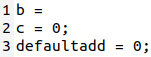 1 b =
2 c = 0;
3 defaultadd = 0;